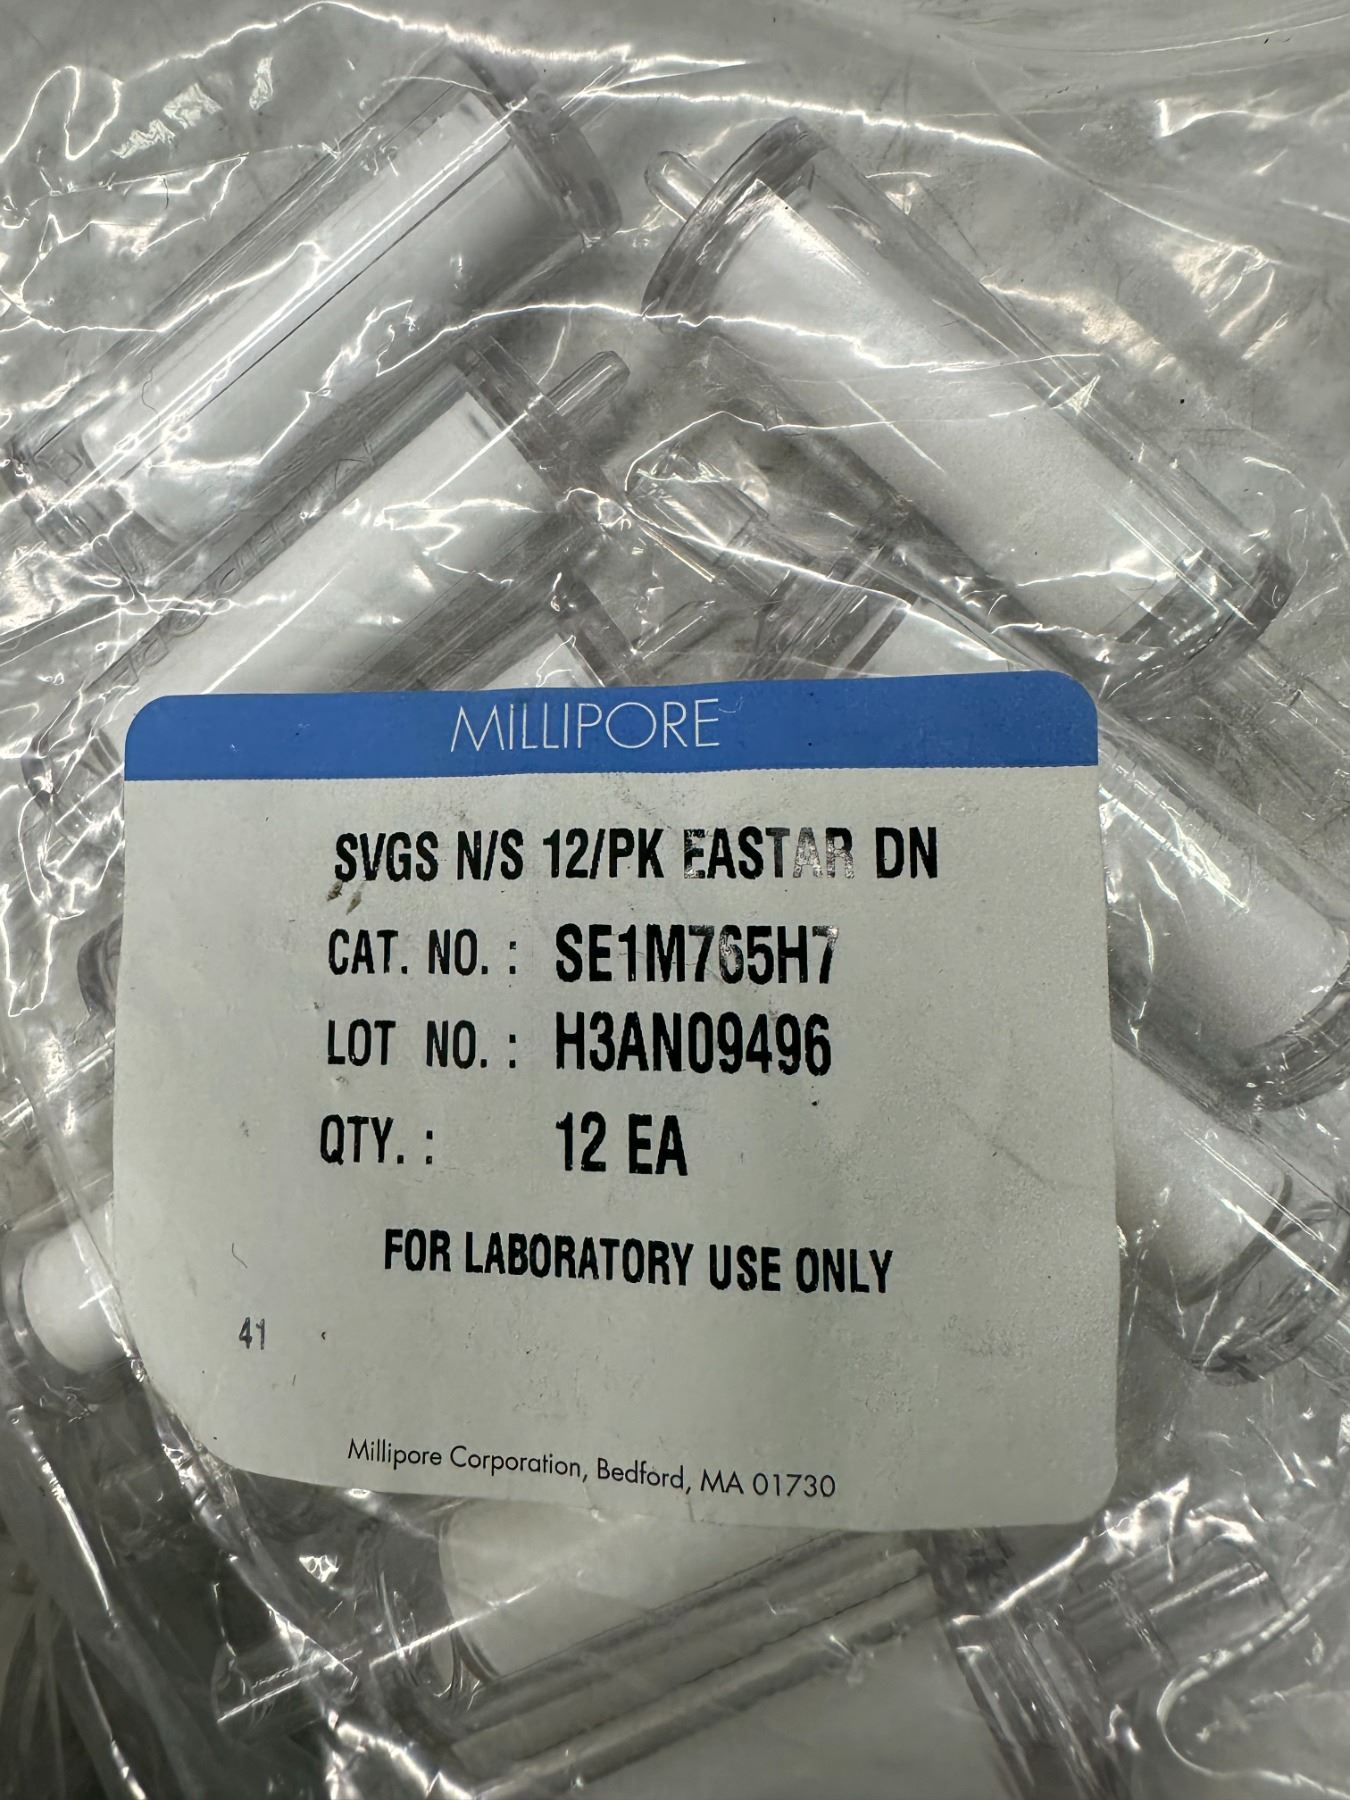 MILLIPORE
SVGS N/S 12/PK EASTAR DN
CAT. NO. : SE1M765H7
LOT NO. : H3AN09496
QTY. : 12 EA
FOR LABORATORY USE ONLY
41
Millipore Corporation, Bedford, MA 01730